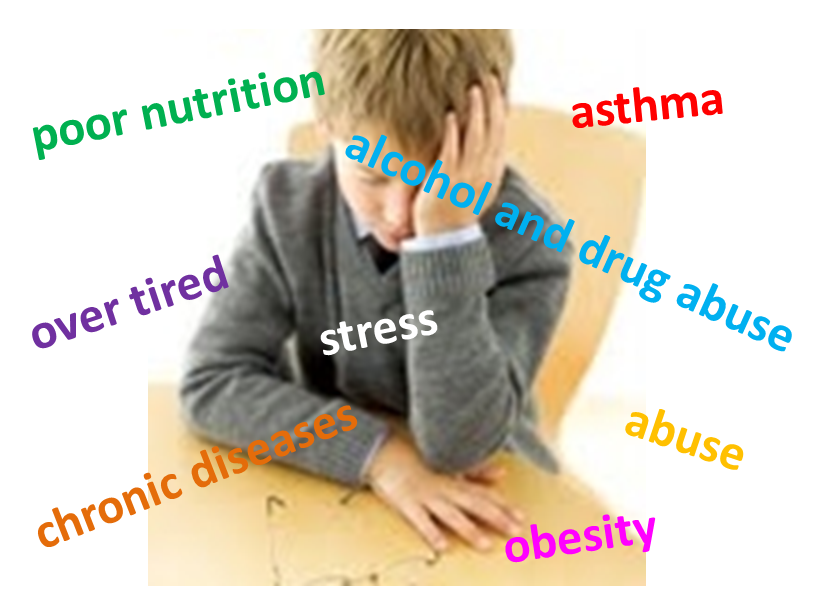 poor nutrition
asthma
alcohol and drug abuse
over tired
stress
abuse
chronic diseases
obesity